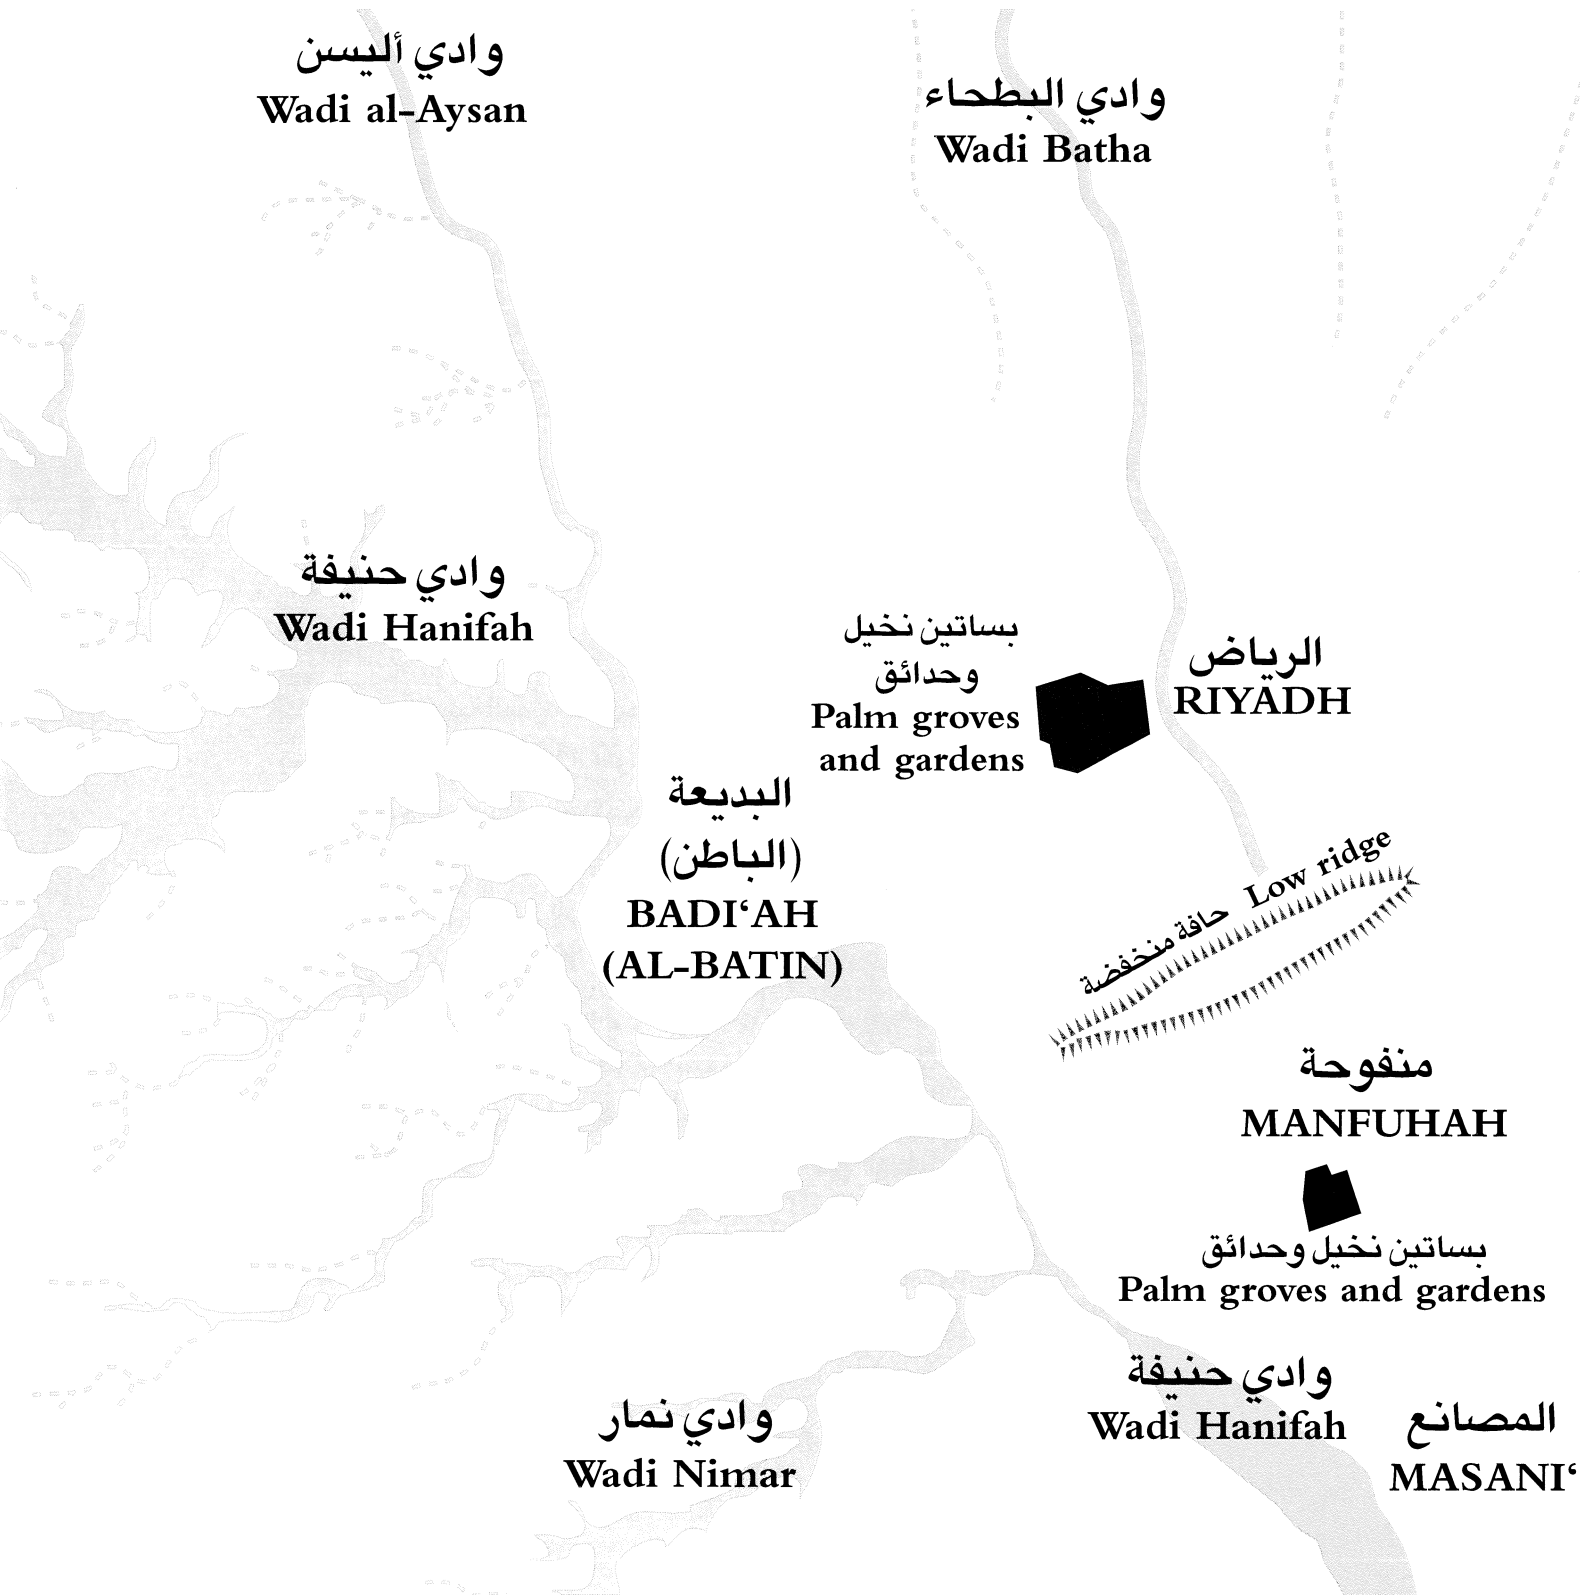 وادي أليسن
Wadi al-Aysan
وادي البطحاء
Wadi Batha
وادي حنيفة
Wadi Hanifah
بساتين نخيل
وحدائق
Palm groves
and gardens
الرياض
RIYADH
البديعة
(الباطن)
BADI‘AH
(AL-BATIN)
حافة منخفضة Low ridge
منفوحة
MANFUHAH
بساتين نخيل وحدائق
Palm groves and gardens
وادي حنيفة
Wadi Hanifah
المصانع
MASANI‘
وادي نمار
Wadi Nimar